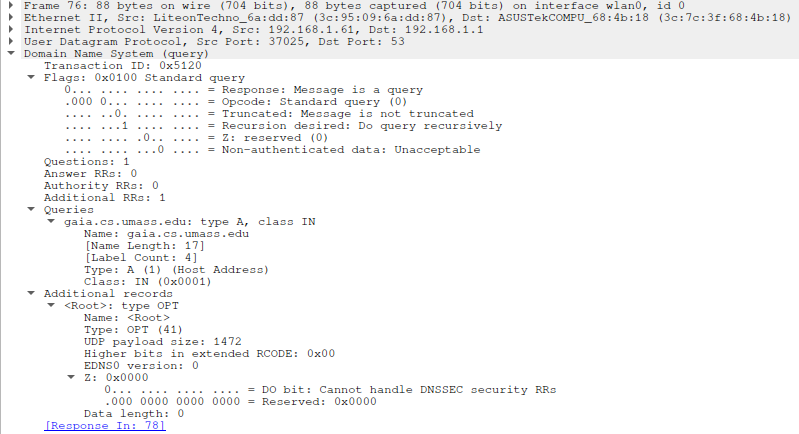 Frame 76: 88 bytes on wire (704 bits), 88 bytes captured (704 bits) on interface wlan0, id 0
Ethernet II, Src: LiteonTechno_6a:dd:87 (3c:95:09:6a:dd:87), Dst: ASUSTekCOMPU_68:4b:18 (3c:7c:3f:68:4b:18)
Internet Protocol Version 4, Src: 192.168.1.61, Dst: 192.168.1.1
User Datagram Protocol, Src Port: 37025, Dst Port: 53
Domain Name System (query)
Transaction ID: 0x5120
Flags: 0x0100 Standard query
0... .... .... .... = Response: Message is a query
.000 0... .... .... = Opcode: Standard query (0)
.... ..0. .... .... = Truncated: Message is not truncated
.... ...1 .... .... = Recursion desired: Do query recursively
.... .... .0.. .... = Z: reserved (0)
.... .... ...0 .... = Non-authenticated data: Unacceptable
Questions: 1
Answer RRs: 0
Authority RRs: 0
Additional RRs: 1
Queries
gaia.cs.umass.edu: type A, class IN
Name: gaia.cs.umass.edu
[Name Length: 17]
[Label Count: 4]
Type: A (1) (Host Address)
Class: IN (0x0001)
Additional records
<Root>: type OPT
Name: <Root>
Type: OPT (41)
UDP payload size: 1472
Higher bits in extended RCODE: 0x00
EDNS0 version: 0
Z: 0x0000
0... .... .... .... = DO bit: Cannot handle DNSSEC security RRs
.000 0000 0000 0000 = Reserved: 0x0000
Data length: 0
[Response In: 78]